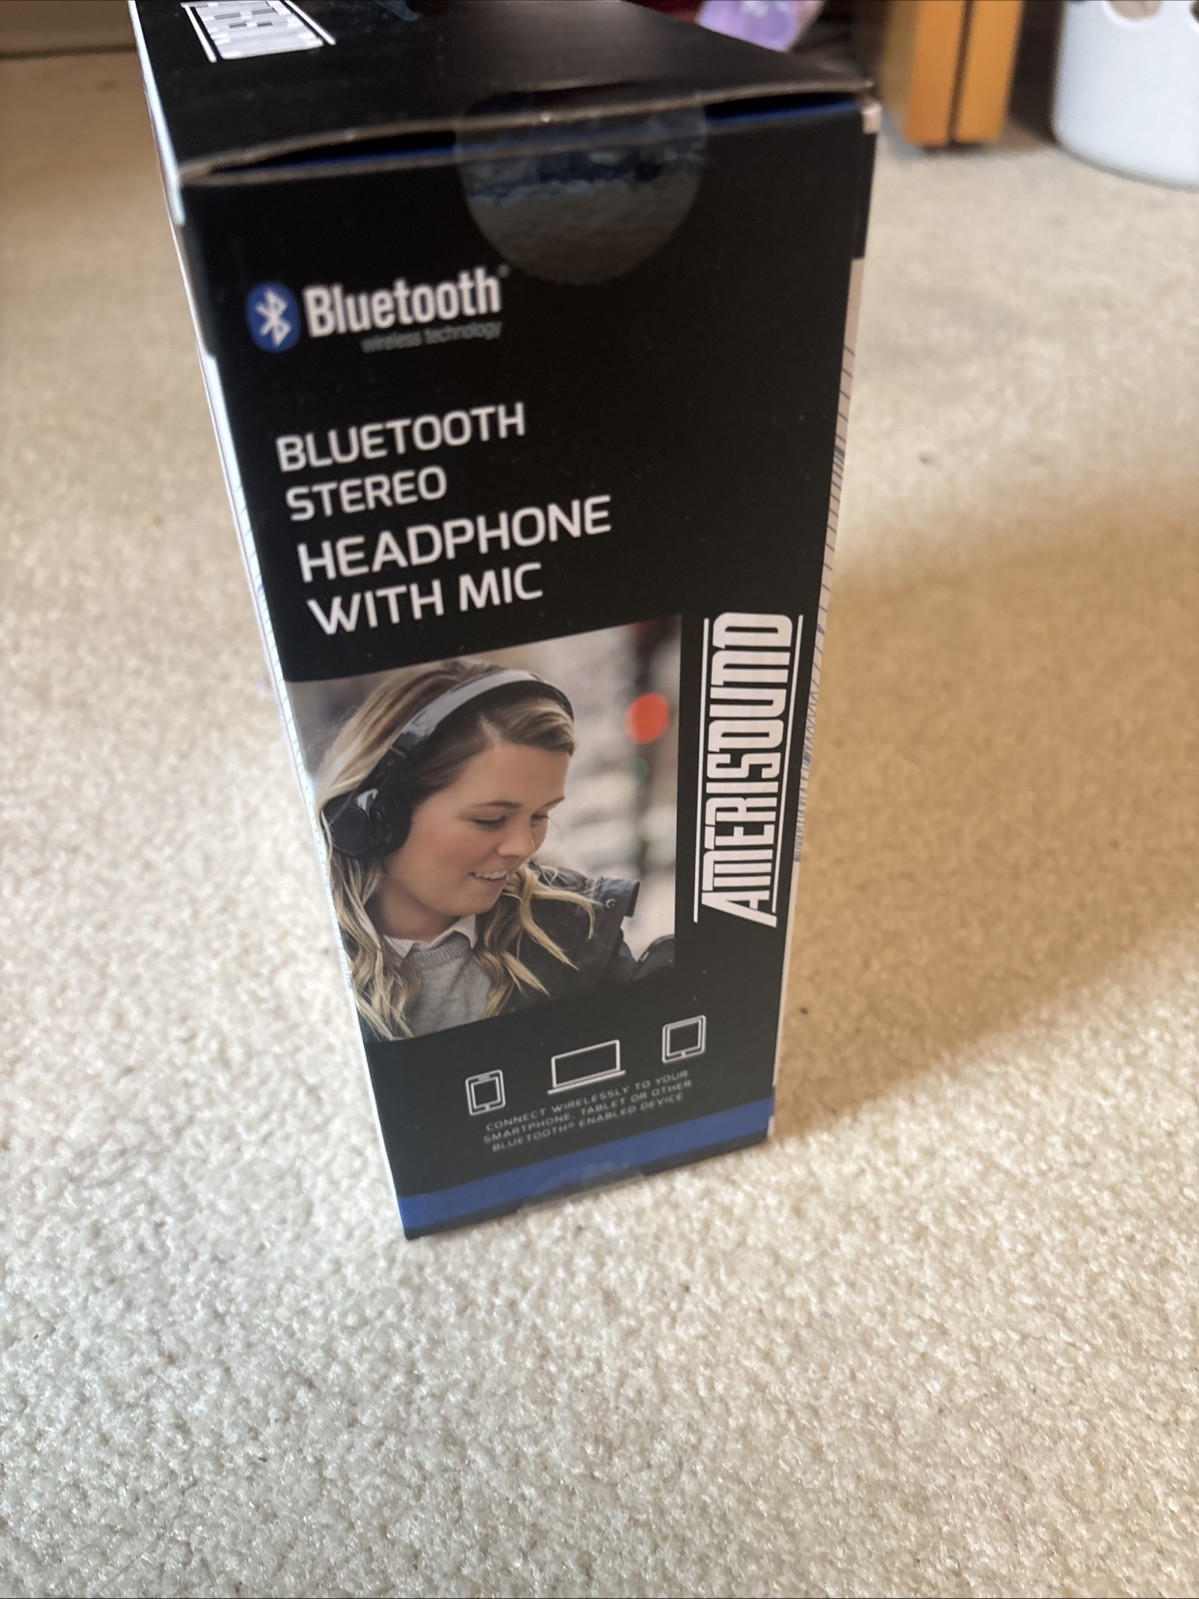 Bluetooth®
wireless technology
BLUETOOTH
STEREO
HEADPHONE
WITH MIC
AMERISOUND
CONNECT WIRELESSLY TO YOUR
SMARTPHONE, TABLET OR OTHER
BLUETOOTH® ENABLED DEVICE